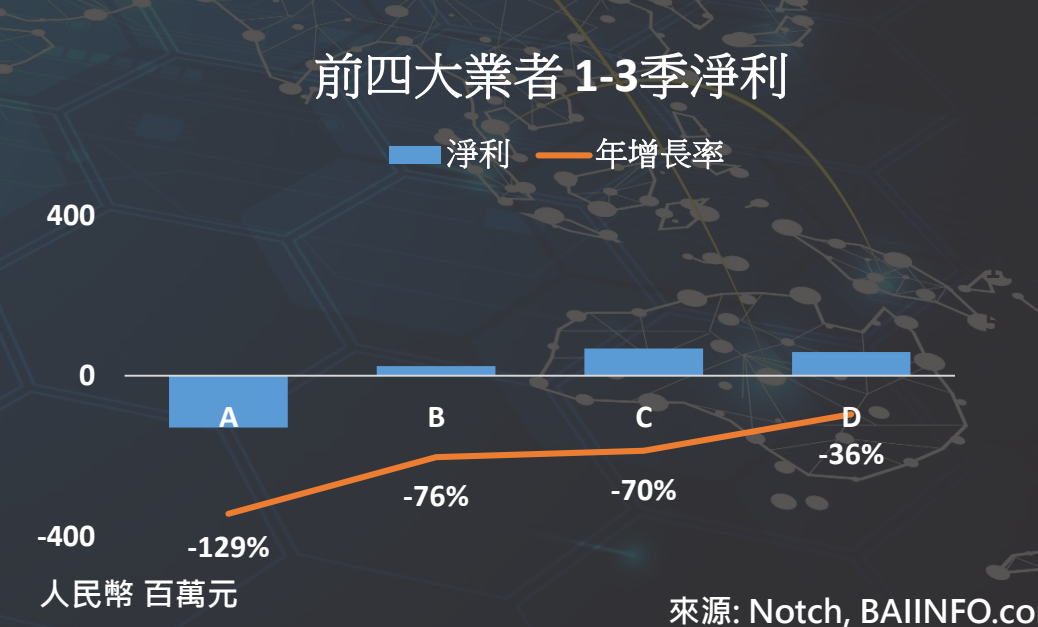 前四大業者 1-3季淨利
淨利 年增長率
400
0
A B C D
-36%
-76% -70%
-400
-129%
人民幣 百萬元
來源: Notch, BAIINFO.co